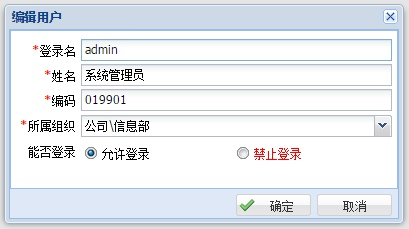 编辑用户
*登录名 admin
*姓名 系统管理员
*编码 019901
*所属组织 公司\信息部
能否登录 允许登录 禁止登录
确定 取消